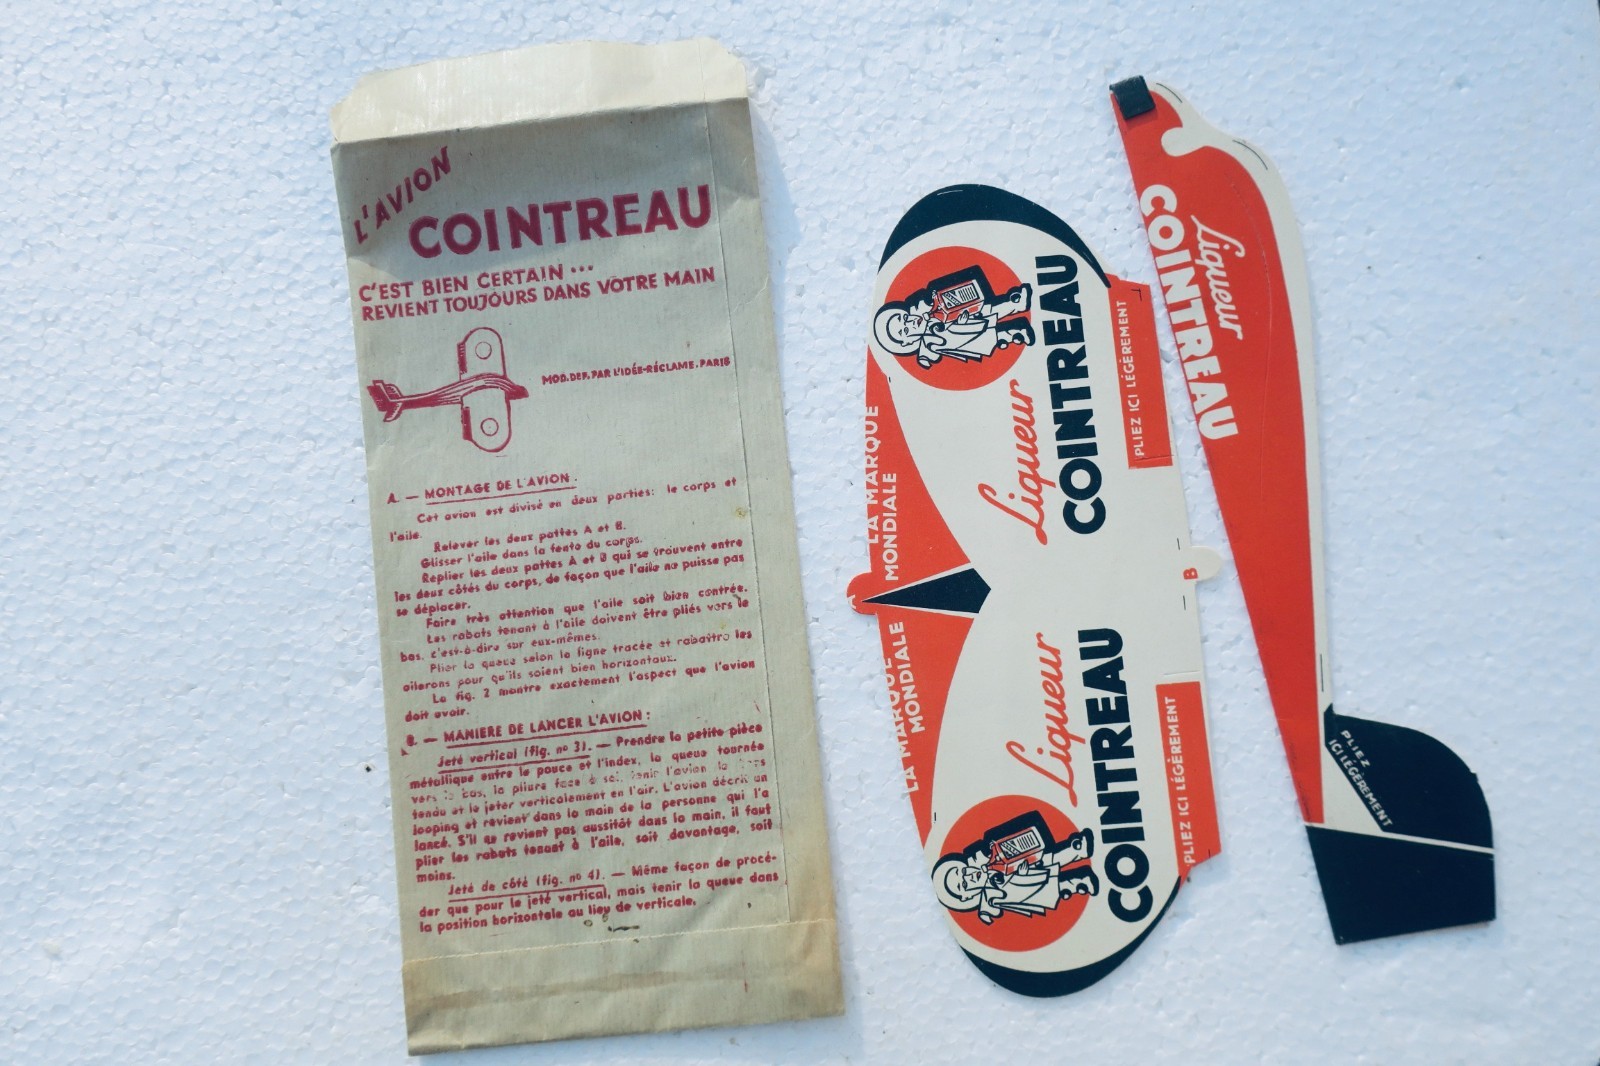 L'AVION
COINTREAU
C'EST BIEN CERTAIN...
REVIENT TOUJOURS DANS VOTRE MAIN
MOD. DEP. PAR L'IDÉE-RÉCLAME. PARIS
A. — MONTAGE DE L'AVION.
Cet avion est divisé en deux parties: le corps et
l'aile.
Relever les deux pattes A et B.
Glisser l'aile dans la fente du corps.
Replier les deux pattes A et B qui se trouvent entre
les deux côtés du corps, de façon que l'aile ne puisse pas
se déplacer.
Faire très attention que l'aile soit bien centrée.
Les rabats tenant à l'aile doivent être pliés vers le
bas, c'est-à-dire sur eux-mêmes.
Plier la queue selon la ligne tracée et rabattre les
ailerons pour qu'ils soient bien horizontaux.
La fig. 2 montre exactement l'aspect que l'avion
doit avoir.
B. — MANIERE DE LANCER L'AVION :
Jeté vertical (fig. nº 3). — Prendre la petite pièce
métallique entre le pouce et l'index, la queue tournée
vers le bas, la pliure face à soi, tenir l'avion le bras
tendu et le jeter verticalement en l'air. L'avion décrit un
looping et revient dans la main de la personne qui l'a
lancé. S'il ne revient pas aussitôt dans la main, il faut
plier les rabats tenant à l'aile, soit davantage, soit
moins.
Jeté de côté (fig. nº 4). — Même façon de procé-
der que pour le jeté vertical, mais tenir la queue dans
la position horizontale au lieu de verticale.
LA MARQUE
MONDIALE
Liqueur
COINTREAU
PLIEZ ICI LÉGÈREMENT
A
B
LA MARQUE
MONDIALE
Liqueur
COINTREAU
PLIEZ ICI LÉGÈREMENT
Liqueur
COINTREAU
PLIEZ
ICI LÉGÈREMENT